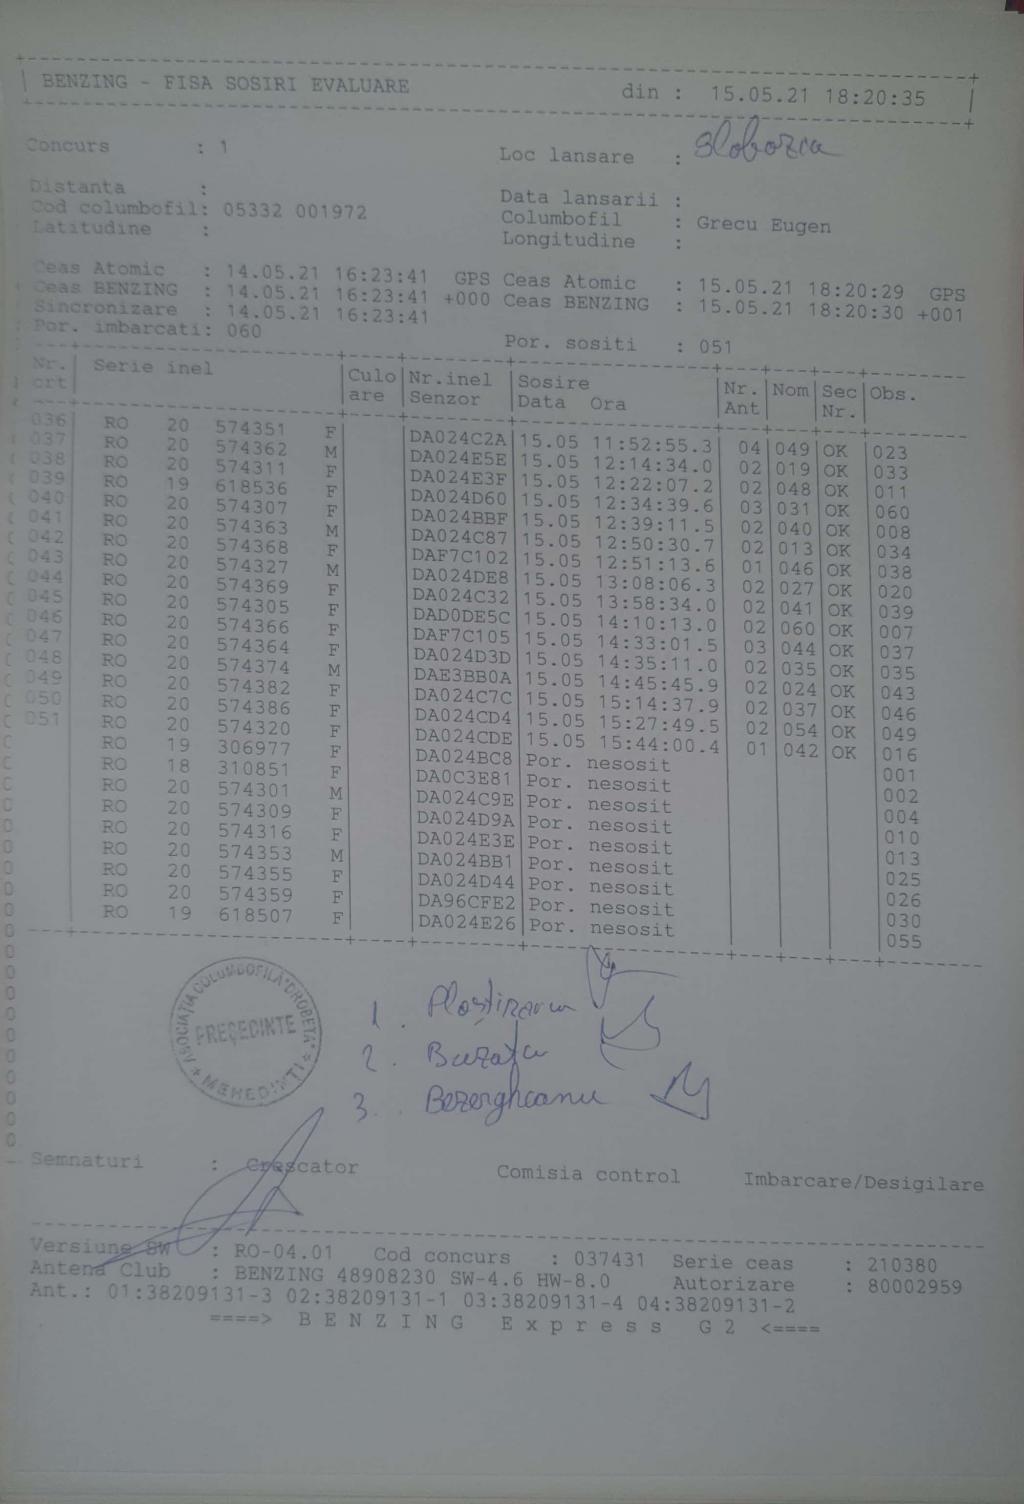 BENZING - FISA SOSIRI EVALUARE din : 15.05.21 18:20:35
Concurs : 1 Loc lansare : Slobozia
Distanta : Data lansarii :
Cod columbofil: 05332 001972 Columbofil : Grecu Eugen
Latitudine : Longitudine :
Ceas Atomic : 14.05.21 16:23:41 GPS Ceas Atomic : 15.05.21 18:20:29 GPS
Ceas BENZING : 14.05.21 16:23:41 +000 Ceas BENZING : 15.05.21 18:20:30 +001
Sincronizare : 14.05.21 16:23:41
Por. imbarcati: 060 Por. sositi : 051
Nr. Serie inel Culo Nr.inel Sosire Nr. Nom Sec Obs.
crt are Senzor Data Ora Ant Nr.
036 RO 20 574351 F DA024C2A 15.05 11:52:55.3 04 049 OK 023
037 RO 20 574362 M DA024E5E 15.05 12:14:34.0 02 019 OK 033
038 RO 20 574311 F DA024E3F 15.05 12:22:07.2 02 048 OK 011
039 RO 19 618536 F DA024D60 15.05 12:34:39.6 03 031 OK 060
040 RO 20 574307 F DA024BBF 15.05 12:39:11.5 02 040 OK 008
041 RO 20 574363 M DA024C87 15.05 12:50:30.7 02 013 OK 034
042 RO 20 574368 F DAF7C102 15.05 12:51:13.6 01 046 OK 038
043 RO 20 574327 M DA024DE8 15.05 13:08:06.3 02 027 OK 020
044 RO 20 574369 F DA024C32 15.05 13:58:34.0 02 041 OK 039
045 RO 20 574305 F DAD0DE5C 15.05 14:10:13.0 02 060 OK 007
046 RO 20 574366 F DAF7C105 15.05 14:33:01.5 03 044 OK 037
047 RO 20 574364 F DA024D3D 15.05 14:35:11.0 02 035 OK 035
048 RO 20 574374 M DAE3BB0A 15.05 14:45:45.9 02 024 OK 043
049 RO 20 574382 F DA024C7C 15.05 15:14:37.9 02 037 OK 046
050 RO 20 574386 F DA024CD4 15.05 15:27:49.5 02 054 OK 049
051 RO 20 574320 F DA024CDE 15.05 15:44:00.4 01 042 OK 016
RO 19 306977 F DA024BC8 Por. nesosit 001
RO 18 310851 F DA0C3E81 Por. nesosit 002
RO 20 574301 M DA024C9E Por. nesosit 004
RO 20 574309 F DA024D9A Por. nesosit 010
RO 20 574316 F DA024E3E Por. nesosit 013
RO 20 574353 M DA024BB1 Por. nesosit 025
RO 20 574355 F DA024D44 Por. nesosit 026
RO 20 574359 F DA96CFE2 Por. nesosit 030
RO 19 618507 F DA024E26 Por. nesosit 055
ASOCIAȚIA COLUMBOFILĂ "DROBETA"
PREȘEDINTE
* MEHEDINȚI *
1.
2. Buzatu
3. Bezergheanu
Semnaturi : Crescator Comisia control Imbarcare/Desigilare
Versiune SW : RO-04.01 Cod concurs : 037431 Serie ceas : 210380
Antena Club : BENZING 48908230 SW-4.6 HW-8.0 Autorizare : 80002959
Ant.: 01:38209131-3 02:38209131-1 03:38209131-4 04:38209131-2
====> B E N Z I N G E x p r e s s G 2 <====